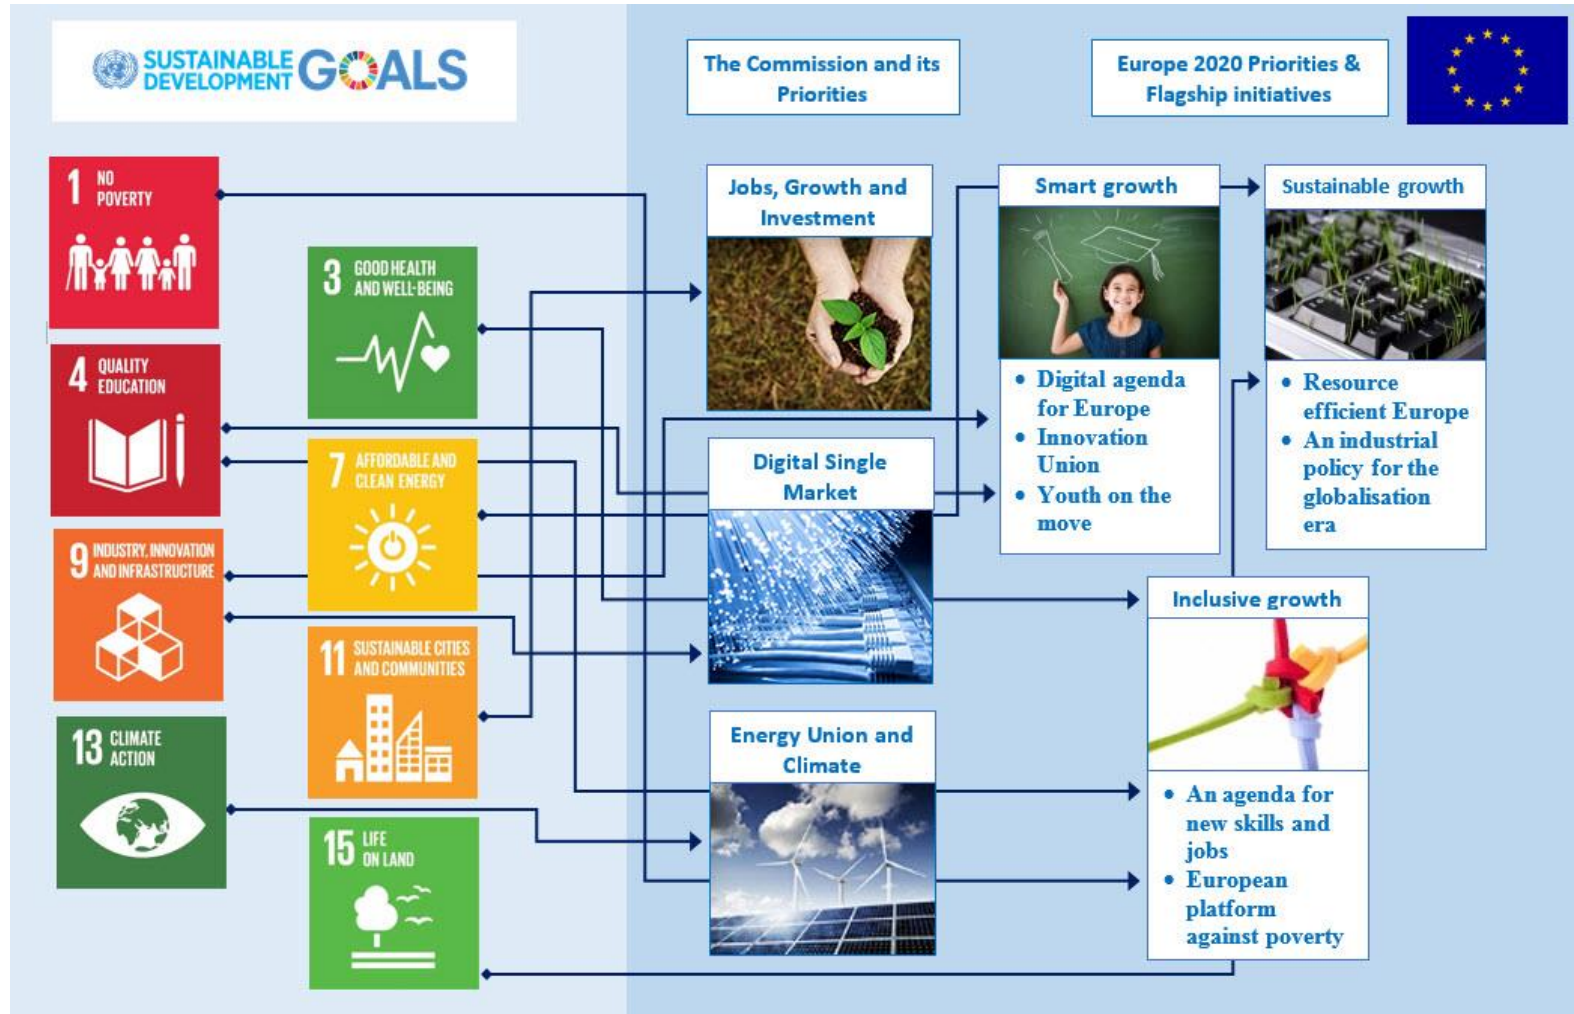 SUSTAINABLE
DEVELOPMENT
GOALS
The Commission and its
Priorities
Europe 2020 Priorities &
Flagship initiatives
1 NO
POVERTY
3 GOOD HEALTH
AND WELL-BEING
4 QUALITY
EDUCATION
7 AFFORDABLE AND
CLEAN ENERGY
9 INDUSTRY, INNOVATION
AND INFRASTRUCTURE
11 SUSTAINABLE CITIES
AND COMMUNITIES
13 CLIMATE
ACTION
15 LIFE
ON LAND
Jobs, Growth and
Investment
Digital Single
Market
Energy Union and
Climate
Smart growth
• Digital agenda
for Europe
• Innovation
Union
• Youth on the
move
Sustainable growth
• Resource
efficient Europe
• An industrial
policy for the
globalisation
era
Inclusive growth
• An agenda for
new skills and
jobs
• European
platform
against poverty